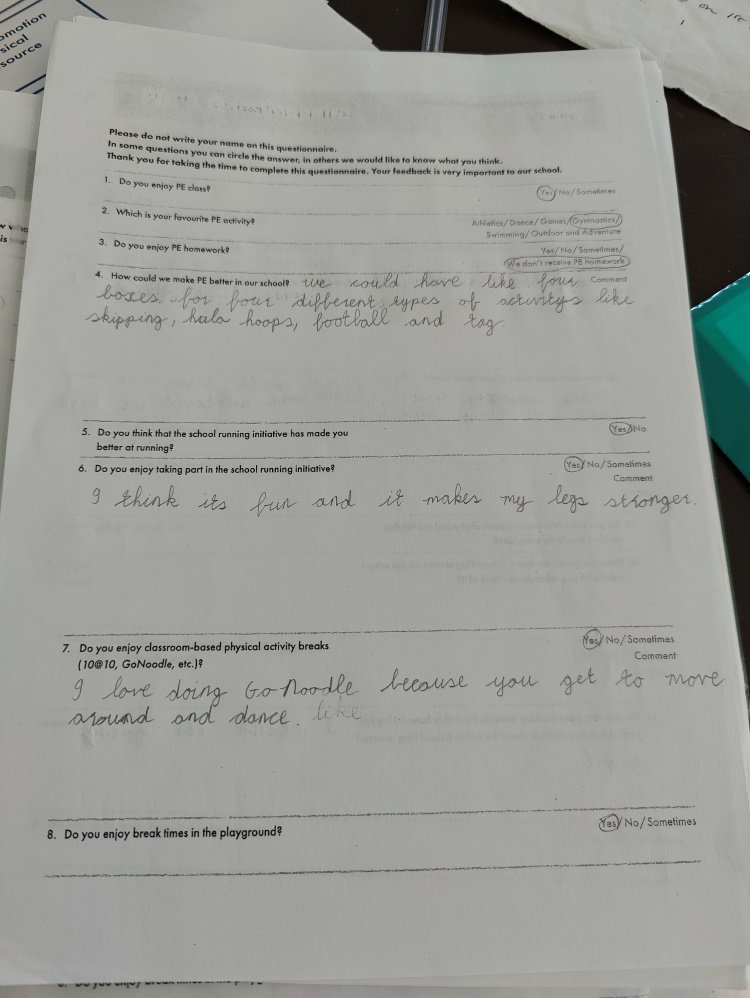 omotion
sical
source
Please do not write your name on this questionnaire.
In some questions you can circle the answer, in others we would like to know what you think.
Thank you for taking the time to complete this questionnaire. Your feedback is very important to our school.
1. Do you enjoy PE class? Yes/No/Sometimes
2. Which is your favourite PE activity? Athletics/Dance/Games/Gymnastics/
Swimming/Outdoor and Adventure
3. Do you enjoy PE homework? Yes/No/Sometimes/
We don't receive PE homework
4. How could we make PE better in our school? we could have like four Comment
boxes for four different types of activitys like
skipping, hula hoops, football and tag.
5. Do you think that the school running initiative has made you Yes/No
better at running?
6. Do you enjoy taking part in the school running initiative? Yes/No/Sometimes
Comment
I think its fun and it makes my legs stronger.
7. Do you enjoy classroom-based physical activity breaks Yes/No/Sometimes
(10@10, GoNoodle, etc.)? Comment
I love doing Go Noodle because you get to move
around and dance. like
8. Do you enjoy break times in the playground? Yes/No/Sometimes